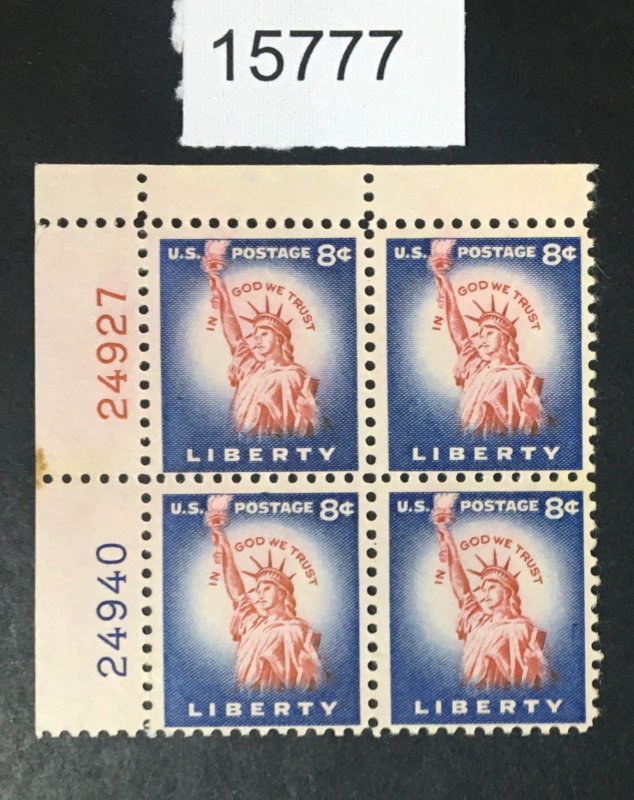 15777
U.S. POSTAGE 8¢
IN GOD WE TRUST
LIBERTY
U.S. POSTAGE 8¢
IN GOD WE TRUST
LIBERTY
24927
U.S. POSTAGE 8¢
IN GOD WE TRUST
LIBERTY
U.S. POSTAGE 8¢
IN GOD WE TRUST
LIBERTY
24940